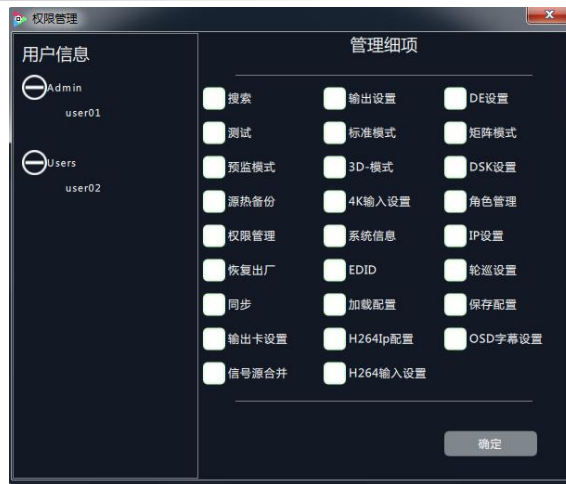 权限管理
用户信息
Admin
user01
Users
user02
管理细项
搜索 输出设置 DE设置
测试 标准模式 矩阵模式
预监模式 3D-模式 DSK设置
源热备份 4K输入设置 角色管理
权限管理 系统信息 IP设置
恢复出厂 EDID 轮巡设置
同步 加载配置 保存配置
输出卡设置 H264Ip配置 OSD字幕设置
信号源合并 H264输入设置
确定